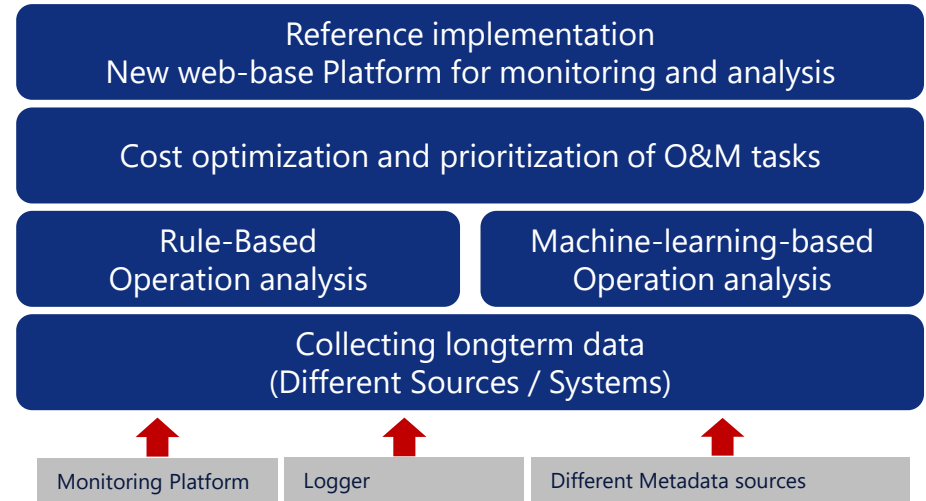 Reference implementation
New web-base Platform for monitoring and analysis
Cost optimization and prioritization of O&M tasks
Rule-Based
Operation analysis
Machine-learning-based
Operation analysis
Collecting longterm data
(Different Sources / Systems)
Monitoring Platform
Logger
Different Metadata sources